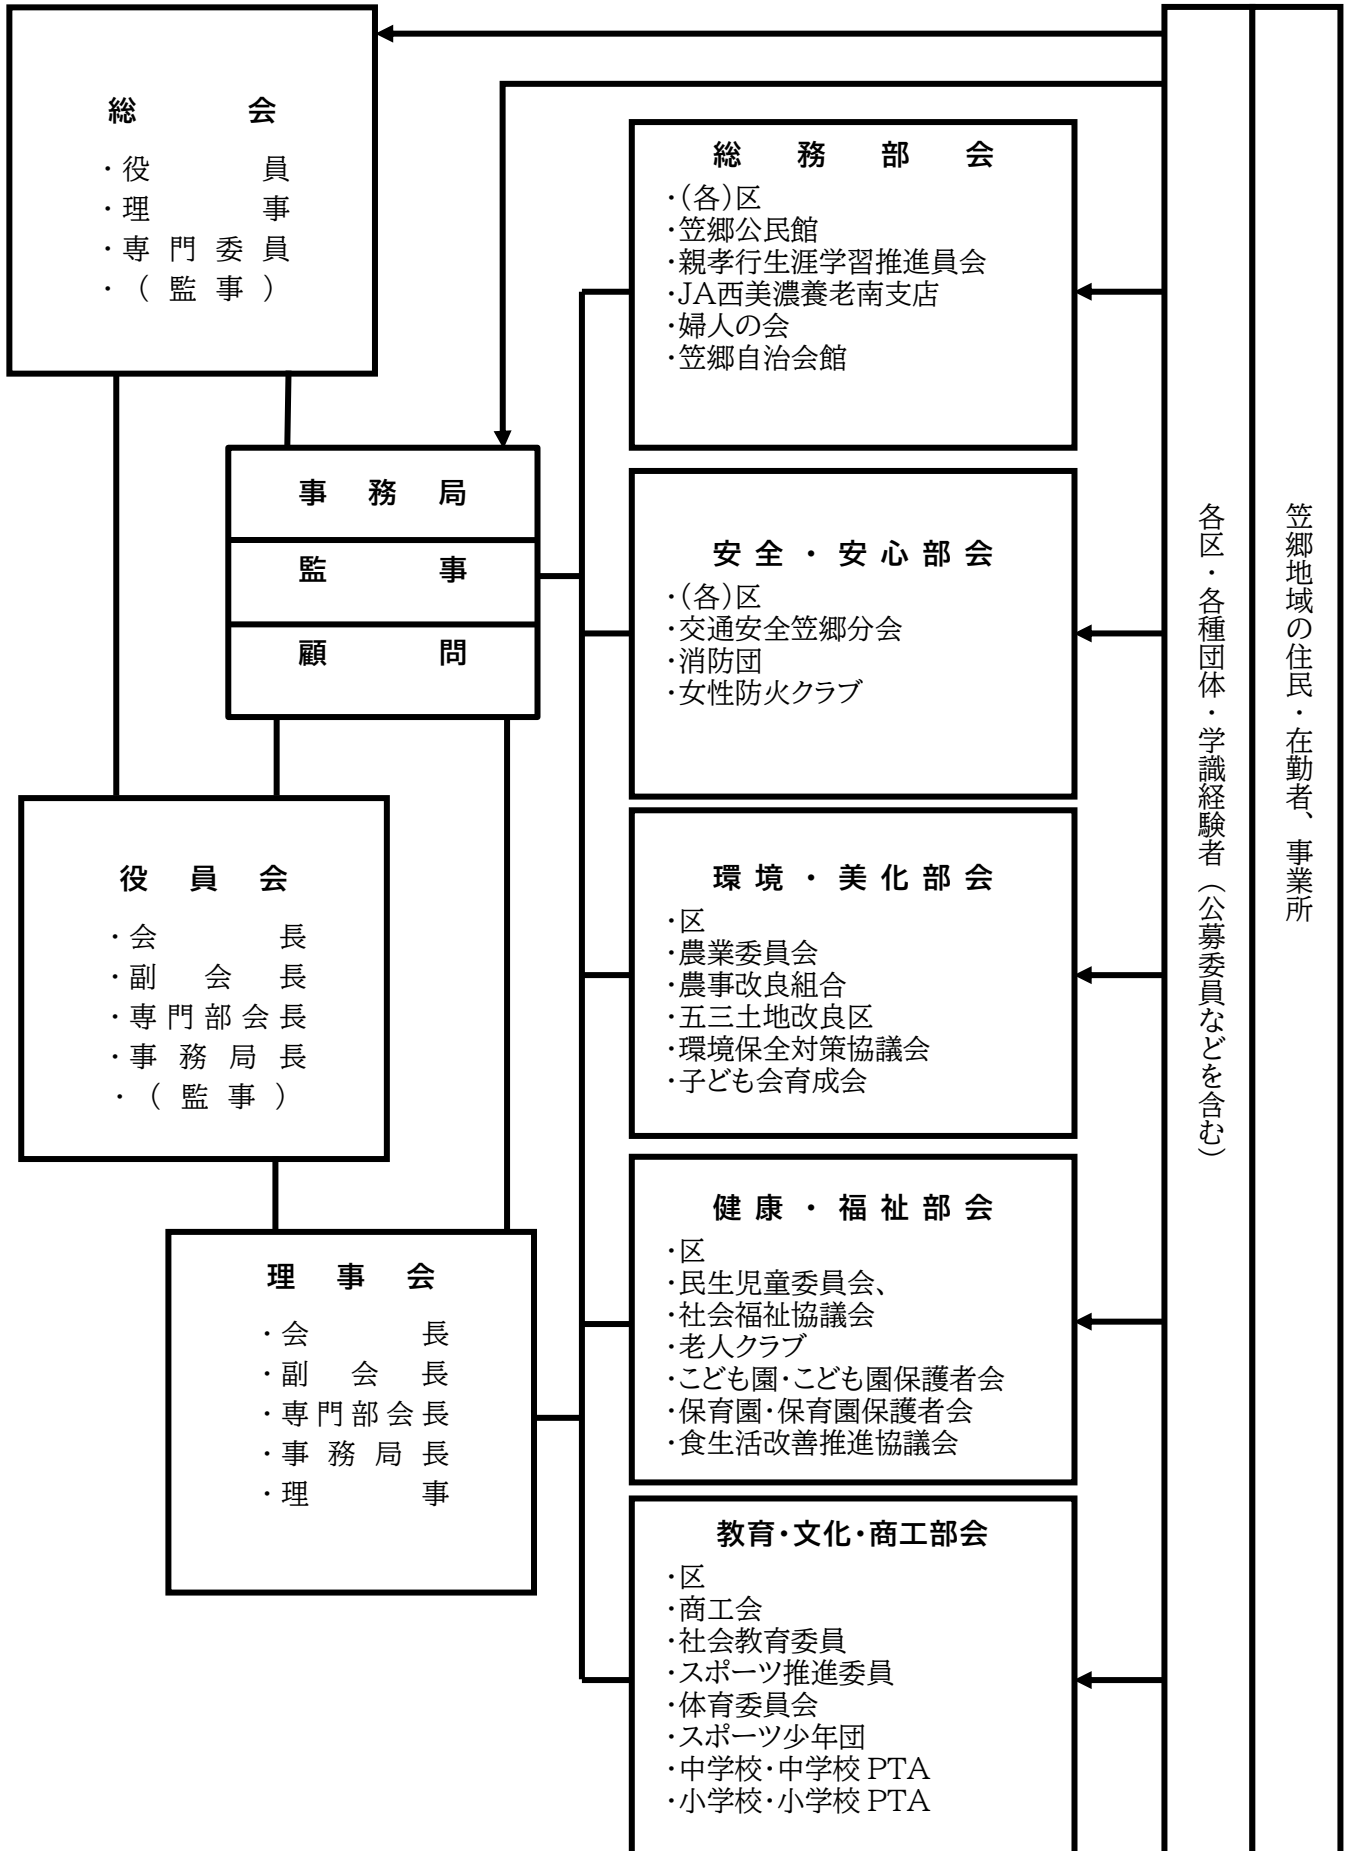 総会
・役員
・理事
・専門委員
・(監事)
事務局
監事
顧問
役員会
・会長
・副会長
・専門部会長
・事務局長
・(監事)
理事会
・会長
・副会長
・専門部会長
・事務局長
・理事
総務部会
・(各)区
・笠郷公民館
・親孝行生涯学習推進員会
・JA西美濃養老南支店
・婦人の会
・笠郷自治会館
安全・安心部会
・(各)区
・交通安全笠郷分会
・消防団
・女性防火クラブ
環境・美化部会
・区
・農業委員会
・農事改良組合
・五三土地改良区
・環境保全対策協議会
・子ども会育成会
健康・福祉部会
・区
・民生児童委員会、
・社会福祉協議会
・老人クラブ
・こども園・こども園保護者会
・保育園・保育園保護者会
・食生活改善推進協議会
教育・文化・商工部会
・区
・商工会
・社会教育委員
・スポーツ推進委員
・体育委員会
・スポーツ少年団
・中学校・中学校 PTA
・小学校・小学校 PTA
笠郷地域の住民・在勤者、事業所
各区・各種団体・学識経験者（公募委員などを含む）